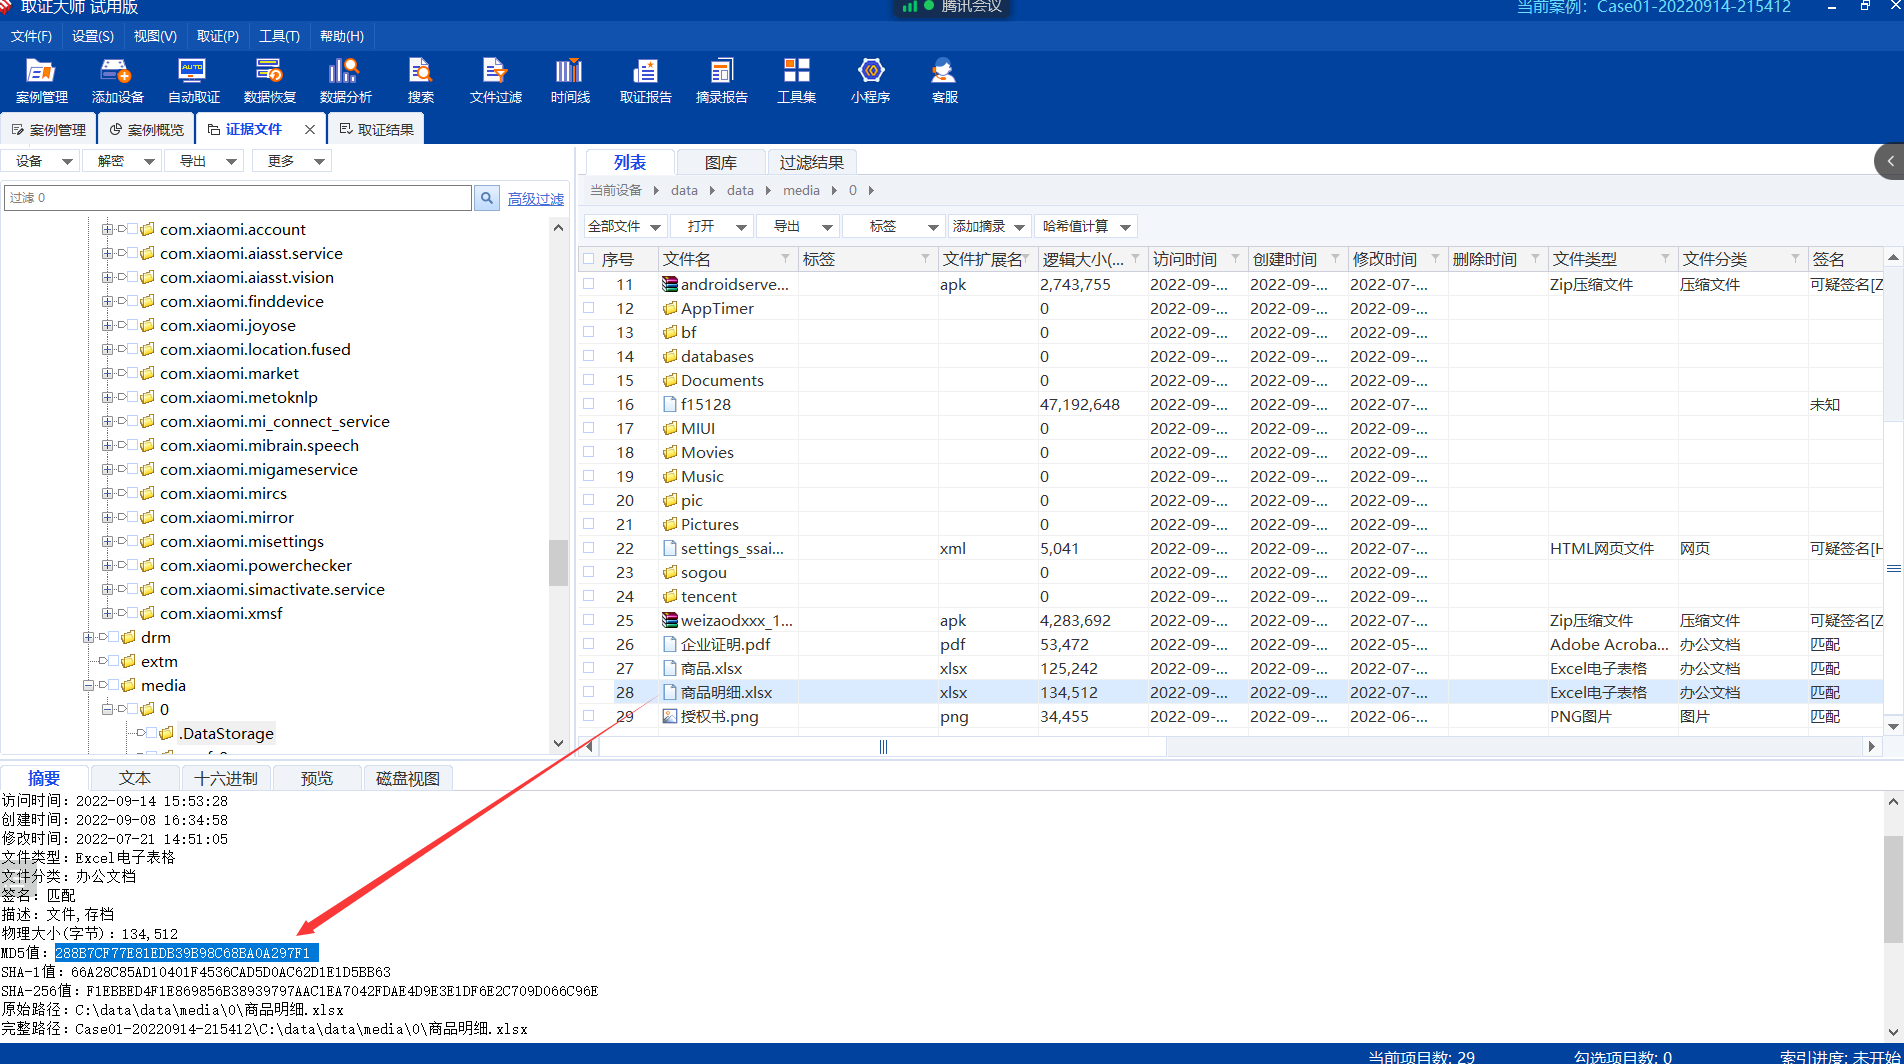 取证大师 试用版
腾讯会议
当前案例：Case01-20220914-215412
文件(F) 设置(S) 视图(V) 取证(P) 工具(T) 帮助(H)
案例管理 添加设备 自动取证 数据恢复 数据分析 搜索 文件过滤 时间线 取证报告 摘录报告 工具集 小程序 客服
案例管理 案例概览 证据文件 取证结果
设备 解密 导出 更多
过滤 0
高级过滤
com.xiaomi.account
com.xiaomi.aiasst.service
com.xiaomi.aiasst.vision
com.xiaomi.finddevice
com.xiaomi.joyose
com.xiaomi.location.fused
com.xiaomi.market
com.xiaomi.metoknlp
com.xiaomi.mi_connect_service
com.xiaomi.mibrain.speech
com.xiaomi.migameservice
com.xiaomi.mircs
com.xiaomi.mirror
com.xiaomi.misettings
com.xiaomi.powerchecker
com.xiaomi.simactivate.service
com.xiaomi.xmsf
drm
extm
media
0
.DataStorage
列表 图库 过滤结果
当前设备 data data media 0
全部文件 打开 导出 标签 添加摘录 哈希值计算
序号 文件名 标签 文件扩展名 逻辑大小(... 访问时间 创建时间 修改时间 删除时间 文件类型 文件分类 签名
11 androidserve... apk 2,743,755 2022-09-... 2022-09-... 2022-07-... Zip压缩文件 压缩文件 可疑签名[Z
12 AppTimer 0 2022-09-... 2022-09-... 2022-09-...
13 bf 0 2022-09-... 2022-09-... 2022-09-...
14 databases 0 2022-09-... 2022-09-... 2022-09-...
15 Documents 0 2022-09-... 2022-09-... 2022-09-...
16 f15128 47,192,648 2022-09-... 2022-09-... 2022-07-... 未知
17 MIUI 0 2022-09-... 2022-09-... 2022-09-...
18 Movies 0 2022-09-... 2022-09-... 2022-09-...
19 Music 0 2022-09-... 2022-09-... 2022-09-...
20 pic 0 2022-09-... 2022-09-... 2022-09-...
21 Pictures 0 2022-09-... 2022-09-... 2022-09-...
22 settings_ssai... xml 5,041 2022-09-... 2022-09-... 2022-07-... HTML网页文件 网页 可疑签名[H
23 sogou 0 2022-09-... 2022-09-... 2022-09-...
24 tencent 0 2022-09-... 2022-09-... 2022-09-...
25 weizaodxxx_1... apk 4,283,692 2022-09-... 2022-09-... 2022-07-... Zip压缩文件 压缩文件 可疑签名[Z
26 企业证明.pdf pdf 53,472 2022-09-... 2022-09-... 2022-05-... Adobe Acroba... 办公文档 匹配
27 商品.xlsx xlsx 125,242 2022-09-... 2022-09-... 2022-07-... Excel电子表格 办公文档 匹配
28 商品明细.xlsx xlsx 134,512 2022-09-... 2022-09-... 2022-07-... Excel电子表格 办公文档 匹配
29 授权书.png png 34,455 2022-09-... 2022-09-... 2022-06-... PNG图片 图片 匹配
摘要 文本 十六进制 预览 磁盘视图
访问时间：2022-09-14 15:53:28
创建时间：2022-09-08 16:34:58
修改时间：2022-07-21 14:51:05
文件类型：Excel电子表格
文件分类：办公文档
签名：匹配
描述：文件,存档
物理大小(字节)：134,512
MD5值：288B7CF77E81EDB39B98C68BA0A297F1
SHA-1值：66A28C85AD10401F4536CAD5D0AC62D1E1D5BB63
SHA-256值：F1EBBED4F1E869856B38939797AAC1EA7042FDAE4D9E3E1DF6E2C709D066C96E
原始路径：C:\data\data\media\0\商品明细.xlsx
完整路径：Case01-20220914-215412\C:\data\data\media\0\商品明细.xlsx
当前项目数: 29 勾选项目数: 0 索引进度: 未开始